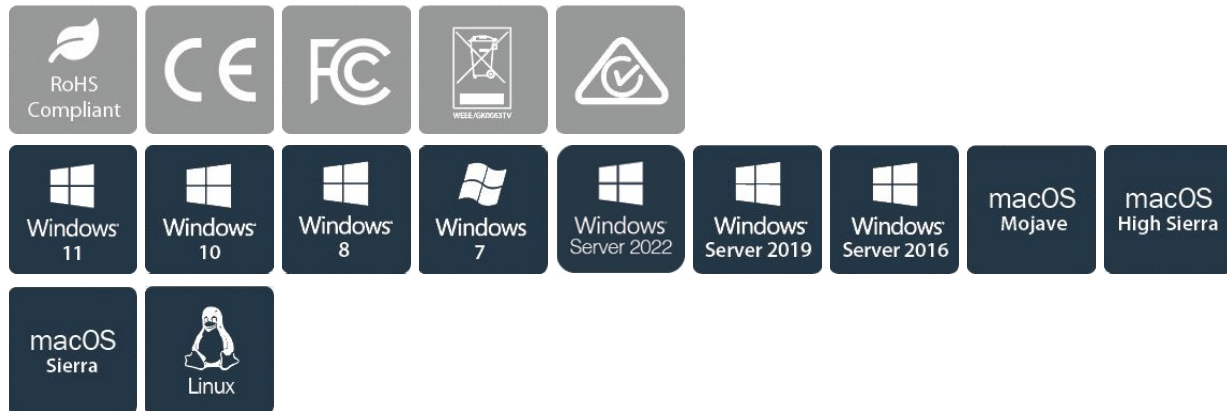 RoHS
Compliant
CE
FC
WEEE/GK0063TV
Windows
11
Windows
10
Windows
8
Windows
7
Windows
Server 2022
Windows
Server 2019
Windows
Server 2016
macOS
Mojave
macOS
High Sierra
macOS
Sierra
Linux